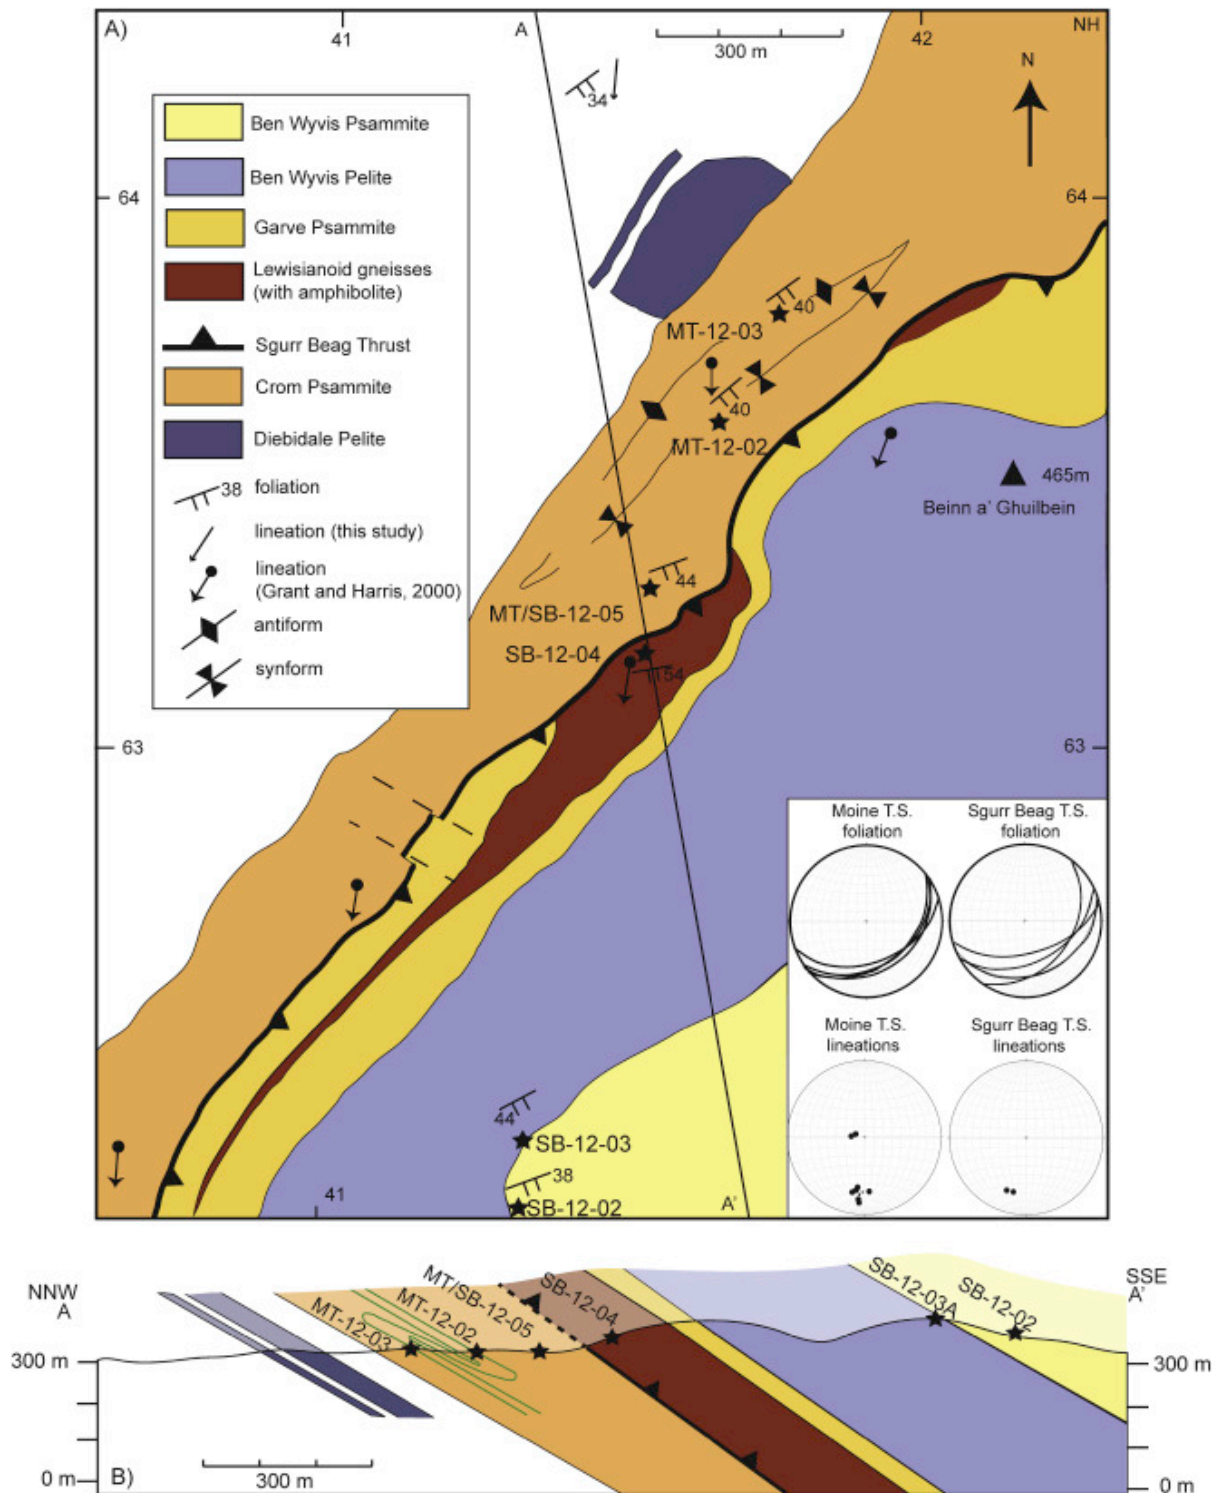 A)
41
A
300 m
42
NH
N
34
Ben Wyvis Psammite
Ben Wyvis Pelite
Garve Psammite
Lewisianoid gneisses
(with amphibolite)
Sgurr Beag Thrust
Crom Psammite
Diebidale Pelite
38 foliation
lineation (this study)
lineation
(Grant and Harris, 2000)
antiform
synform
64
64
40
MT-12-03
40
MT-12-02
465m
Beinn a' Ghuilbein
44
MT/SB-12-05
SB-12-04
54
63
63
Moine T.S.
foliation
Sgurr Beag T.S.
foliation
Moine T.S.
lineations
Sgurr Beag T.S.
lineations
44
SB-12-03
38
SB-12-02
41
A'
NNW
A
MT-12-03
MT-12-02
MT/SB-12-05
SB-12-04
SB-12-03A
SB-12-02
SSE
A'
300 m
300 m
0 m
B)
300 m
0 m